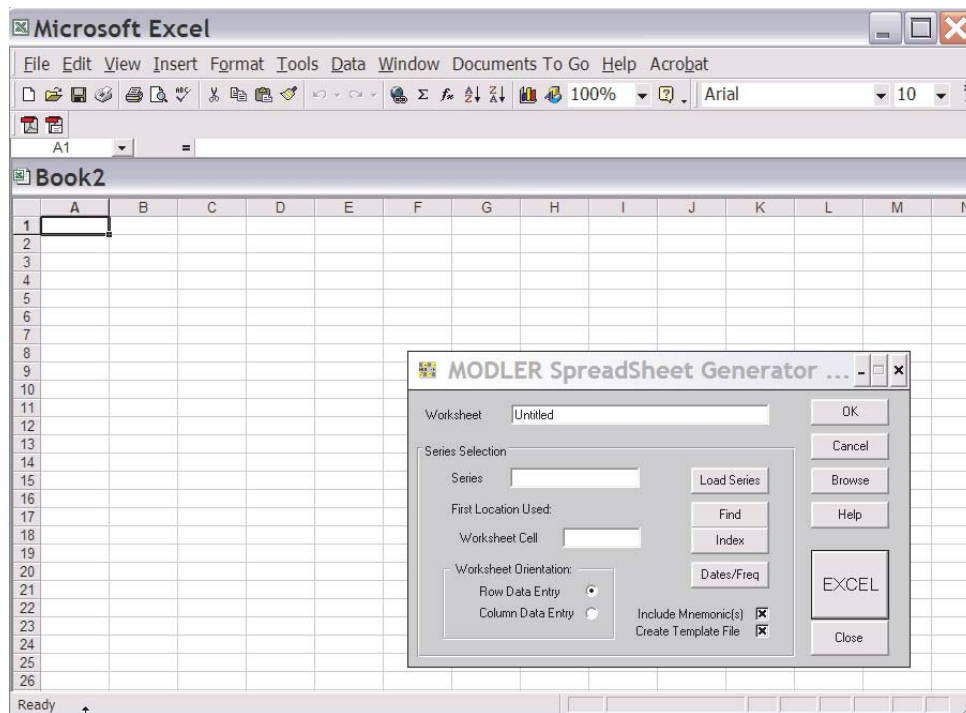 Microsoft Excel
File Edit View Insert Format Tools Data Window Documents To Go Help Acrobat
100% Arial 10
A1 =
Book2
A B C D E F G H I J K L M N
1
2
3
4
5
6
7
8
9
10
11
12
13
14
15
16
17
18
19
20
21
22
23
24
25
26
MODLER SpreadSheet Generator ...
Worksheet Untitled OK
Cancel
Series Selection
Series Load Series Browse
First Location Used: Find Help
Worksheet Cell Index
Worksheet Orientation: Dates/Freq EXCEL
Row Data Entry
Column Data Entry Include Mnemonic(s)
Create Template File Close
Ready